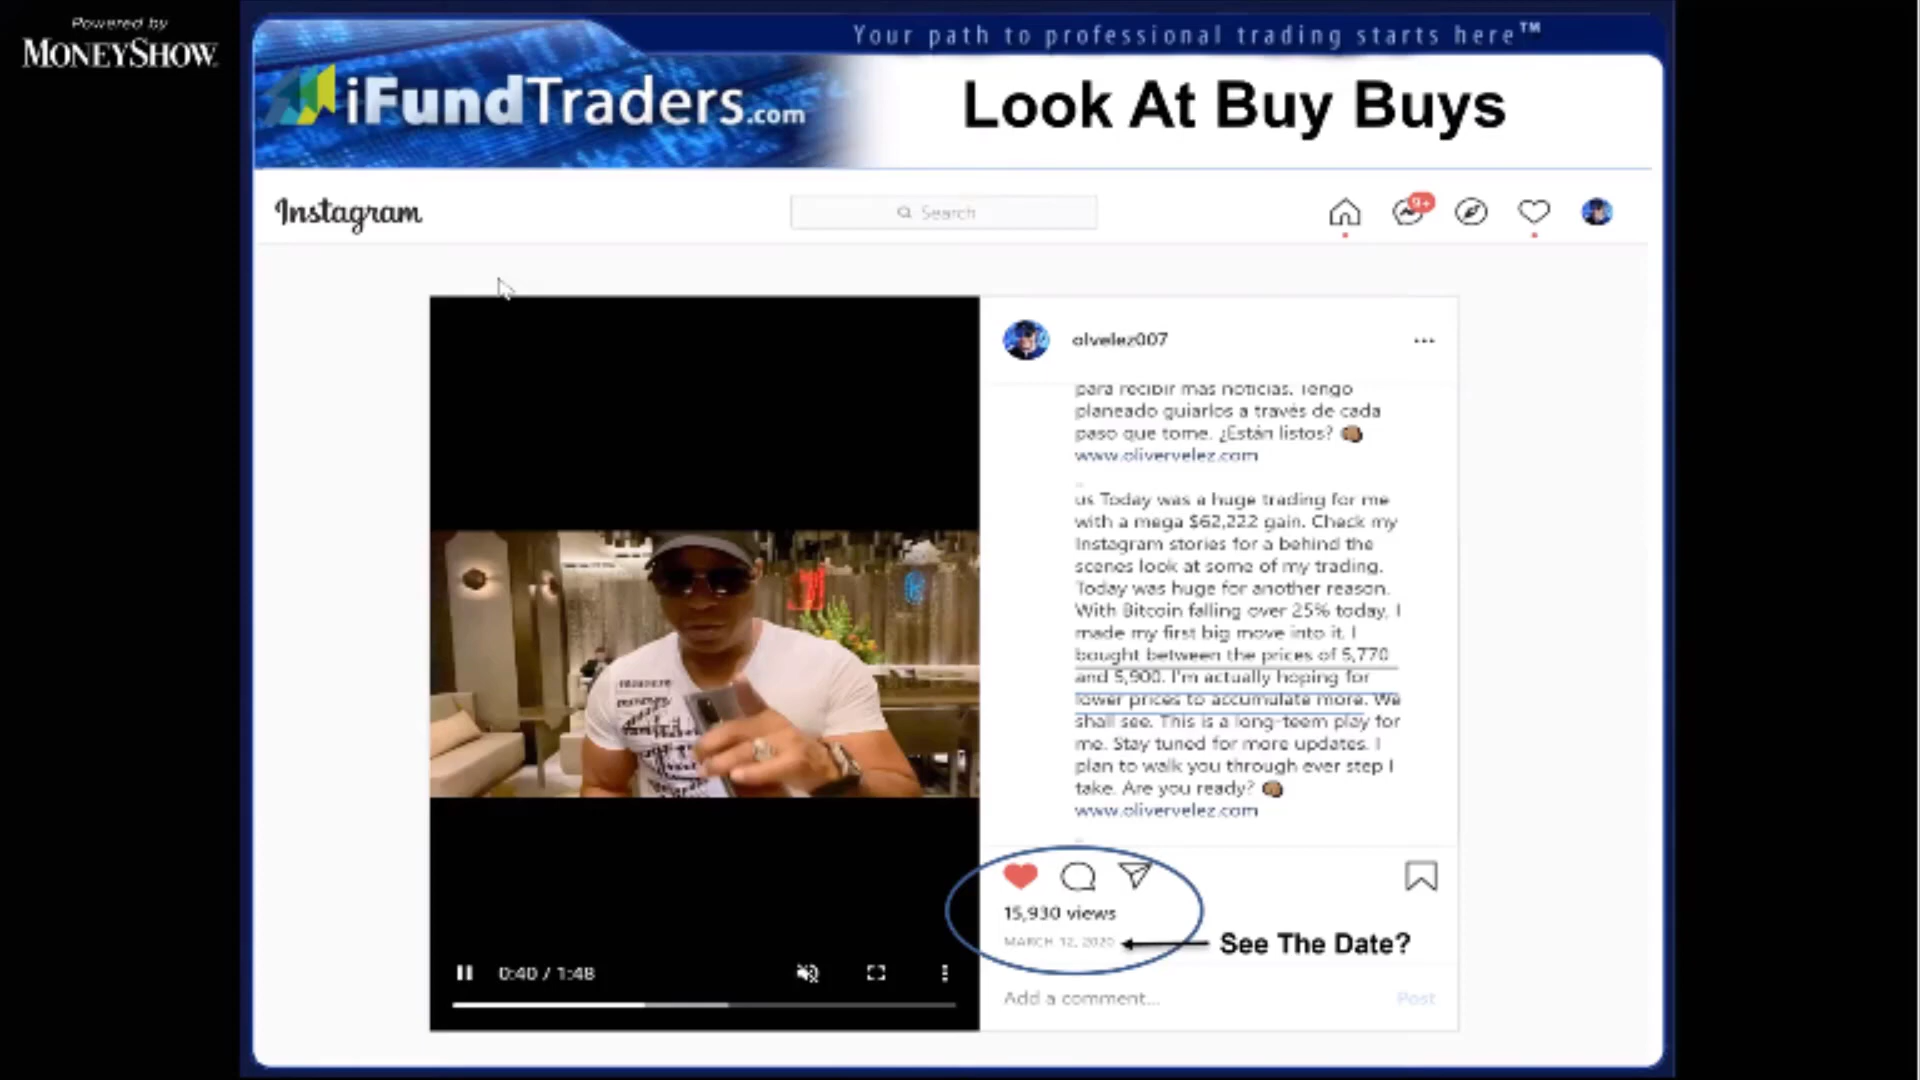 Powered by
MONEYSHOW
Your path to professional trading starts here™
iFundTraders.com
Look At Buy Buys
Instagram
Search
9+
olvelez007
para recibir más noticias. Tengo
planeado guiarlos a través de cada
paso que tome. ¿Están listos?
www.olivervelez.com
us Today was a huge trading for me
with a mega $62,222 gain. Check my
Instagram stories for a behind the
scenes look at some of my trading.
Today was huge for another reason.
With Bitcoin falling over 25% today, I
made my first big move into it. I
bought between the prices of 5,770
and 5,900. I'm actually hoping for
lower prices to accumulate more. We
shall see. This is a long-teem play for
me. Stay tuned for more updates. I
plan to walk you through ever step I
take. Are you ready?
www.olivervelez.com
15,930 views
MARCH 12, 2020
See The Date?
0:40 / 1:48
Add a comment...
Post